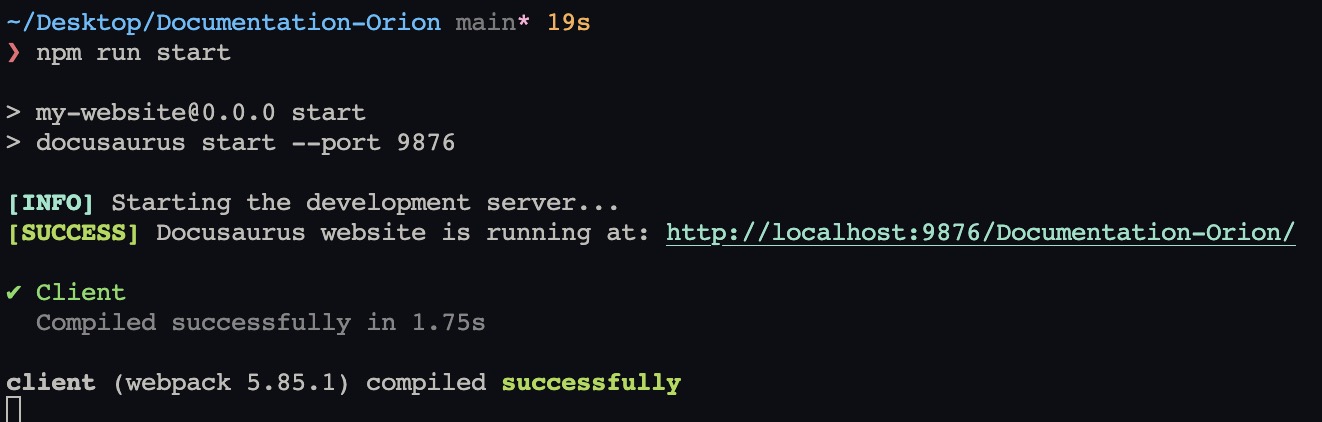 ~/Desktop/Documentation-Orion main* 19s
❯ npm run start
> my-website@0.0.0 start
> docusaurus start --port 9876
[INFO] Starting the development server...
[SUCCESS] Docusaurus website is running at: http://localhost:9876/Documentation-Orion/
✔ Client
Compiled successfully in 1.75s
client (webpack 5.85.1) compiled successfully